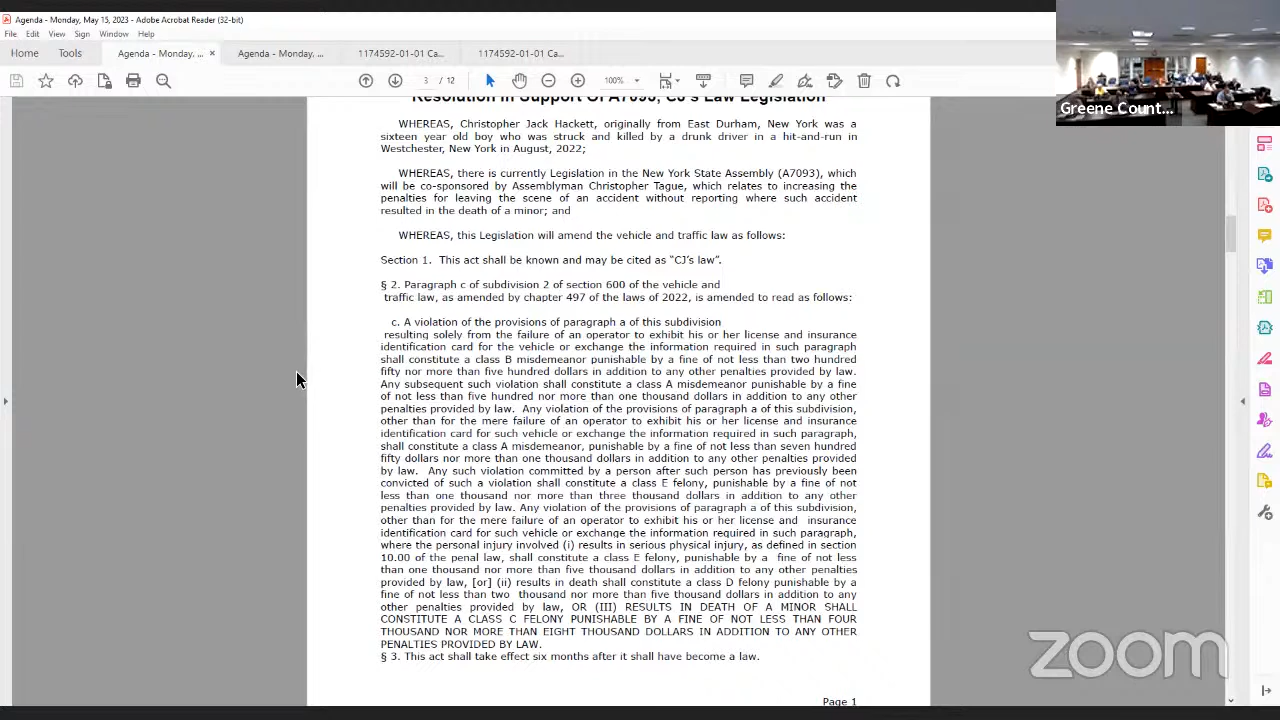 Agenda - Monday, May 15, 2023 - Adobe Acrobat Reader (32-bit)
File Edit View Sign Window Help
Home Tools Agenda - Monday, ... × Agenda - Monday, ... 1174592-01-01 Ca... 1174592-01-01 Ca...
3 / 12 100%
Greene Count...
Resolution In Support Of A7093, CJ's Law Legislation
WHEREAS, Christopher Jack Hackett, originally from East Durham, New York was a
sixteen year old boy who was struck and killed by a drunk driver in a hit-and-run in
Westchester, New York in August, 2022;
WHEREAS, there is currently Legislation in the New York State Assembly (A7093), which
will be co-sponsored by Assemblyman Christopher Tague, which relates to increasing the
penalties for leaving the scene of an accident without reporting where such accident
resulted in the death of a minor; and
WHEREAS, this Legislation will amend the vehicle and traffic law as follows:
Section 1. This act shall be known and may be cited as “CJ’s law”.
§ 2. Paragraph c of subdivision 2 of section 600 of the vehicle and
traffic law, as amended by chapter 497 of the laws of 2022, is amended to read as follows:
c. A violation of the provisions of paragraph a of this subdivision
resulting solely from the failure of an operator to exhibit his or her license and insurance
identification card for the vehicle or exchange the information required in such paragraph
shall constitute a class B misdemeanor punishable by a fine of not less than two hundred
fifty nor more than five hundred dollars in addition to any other penalties provided by law.
Any subsequent such violation shall constitute a class A misdemeanor punishable by a fine
of not less than five hundred nor more than one thousand dollars in addition to any other
penalties provided by law. Any violation of the provisions of paragraph a of this subdivision,
other than for the mere failure of an operator to exhibit his or her license and insurance
identification card for such vehicle or exchange the information required in such paragraph,
shall constitute a class A misdemeanor, punishable by a fine of not less than seven hundred
fifty dollars nor more than one thousand dollars in addition to any other penalties provided
by law. Any such violation committed by a person after such person has previously been
convicted of such a violation shall constitute a class E felony, punishable by a fine of not
less than one thousand nor more than three thousand dollars in addition to any other
penalties provided by law. Any violation of the provisions of paragraph a of this subdivision,
other than for the mere failure of an operator to exhibit his or her license and insurance
identification card for such vehicle or exchange the information required in such paragraph,
where the personal injury involved (i) results in serious physical injury, as defined in section
10.00 of the penal law, shall constitute a class E felony, punishable by a fine of not less
than one thousand nor more than five thousand dollars in addition to any other penalties
provided by law, [or] (ii) results in death shall constitute a class D felony punishable by a
fine of not less than two thousand nor more than five thousand dollars in addition to any
other penalties provided by law, OR (III) RESULTS IN DEATH OF A MINOR SHALL
CONSTITUTE A CLASS C FELONY PUNISHABLE BY A FINE OF NOT LESS THAN FOUR
THOUSAND NOR MORE THAN EIGHT THOUSAND DOLLARS IN ADDITION TO ANY OTHER
PENALTIES PROVIDED BY LAW.
§ 3. This act shall take effect six months after it shall have become a law.
Page 1
zoom